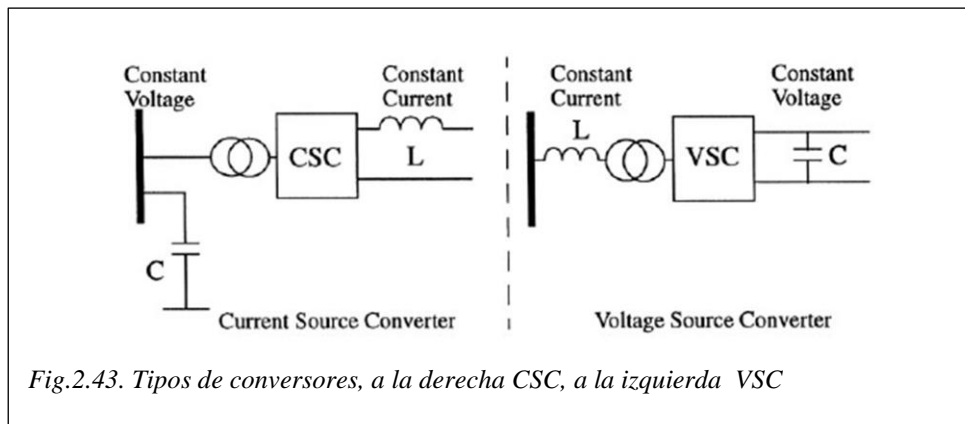 Constant
Voltage
Constant
Current
CSC
L
C
Current Source Converter
Constant
Current
L
Constant
Voltage
VSC
C
Voltage Source Converter
Fig.2.43. Tipos de conversores, a la derecha CSC, a la izquierda VSC